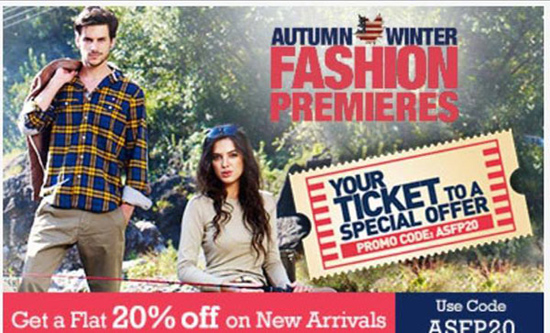 AUTUMN WINTER
FASHION
PREMIERES
YOUR
TICKET TO A
SPECIAL OFFER
PROMO CODE: ASFP20
Get a Flat 20% off on New Arrivals
Use Code
ASFP20